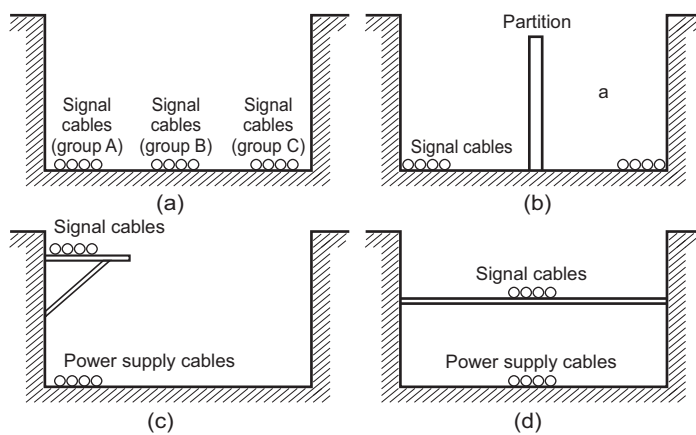 Signal
cables
(group A)
Signal
cables
(group B)
Signal
cables
(group C)
(a)
Partition
a
Signal cables
(b)
Signal cables
Power supply cables
(c)
Signal cables
Power supply cables
(d)